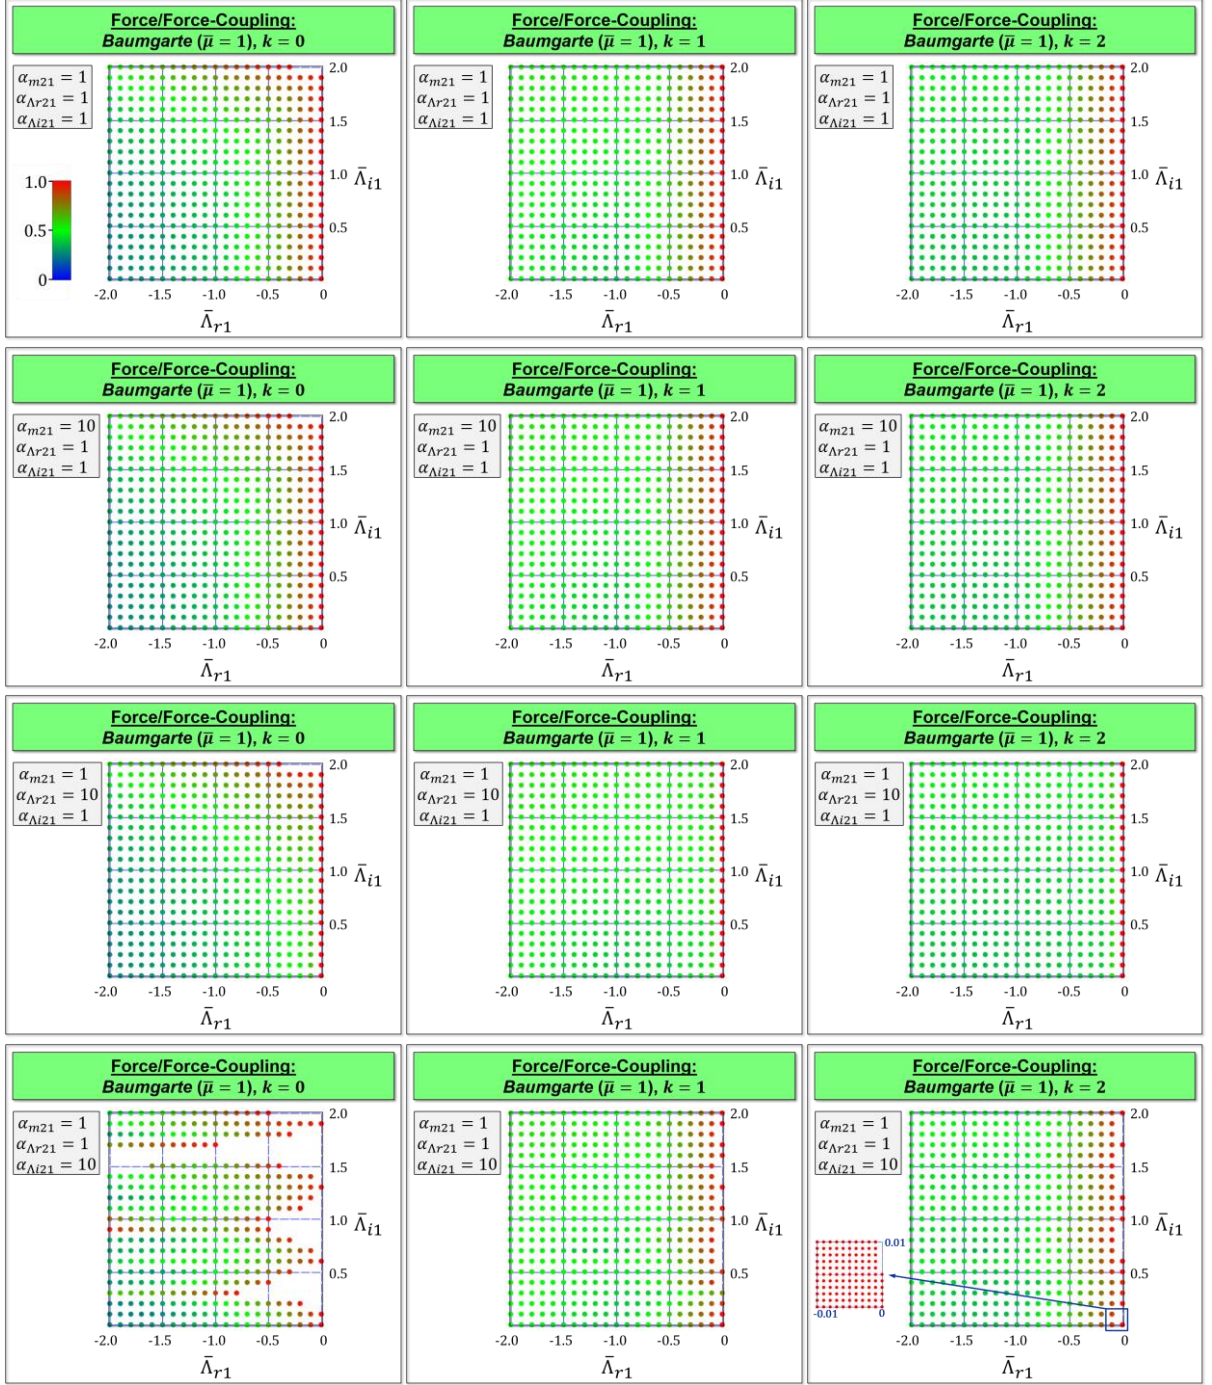 Force/Force-Coupling:
Baumgarte (μ̄ = 1), k = 0
α_m21 = 1
α_Λr21 = 1
α_Λi21 = 1
1.0
0.5
0
2.0
1.5
1.0
0.5
Λ̄_i1
-2.0 -1.5 -1.0 -0.5 0
Λ̄_r1
Force/Force-Coupling:
Baumgarte (μ̄ = 1), k = 1
α_m21 = 1
α_Λr21 = 1
α_Λi21 = 1
2.0
1.5
1.0
0.5
Λ̄_i1
-2.0 -1.5 -1.0 -0.5 0
Λ̄_r1
Force/Force-Coupling:
Baumgarte (μ̄ = 1), k = 2
α_m21 = 1
α_Λr21 = 1
α_Λi21 = 1
2.0
1.5
1.0
0.5
Λ̄_i1
-2.0 -1.5 -1.0 -0.5 0
Λ̄_r1
Force/Force-Coupling:
Baumgarte (μ̄ = 1), k = 0
α_m21 = 10
α_Λr21 = 1
α_Λi21 = 1
2.0
1.5
1.0
0.5
Λ̄_i1
-2.0 -1.5 -1.0 -0.5 0
Λ̄_r1
Force/Force-Coupling:
Baumgarte (μ̄ = 1), k = 1
α_m21 = 10
α_Λr21 = 1
α_Λi21 = 1
2.0
1.5
1.0
0.5
Λ̄_i1
-2.0 -1.5 -1.0 -0.5 0
Λ̄_r1
Force/Force-Coupling:
Baumgarte (μ̄ = 1), k = 2
α_m21 = 10
α_Λr21 = 1
α_Λi21 = 1
2.0
1.5
1.0
0.5
Λ̄_i1
-2.0 -1.5 -1.0 -0.5 0
Λ̄_r1
Force/Force-Coupling:
Baumgarte (μ̄ = 1), k = 0
α_m21 = 1
α_Λr21 = 10
α_Λi21 = 1
2.0
1.5
1.0
0.5
Λ̄_i1
-2.0 -1.5 -1.0 -0.5 0
Λ̄_r1
Force/Force-Coupling:
Baumgarte (μ̄ = 1), k = 1
α_m21 = 1
α_Λr21 = 10
α_Λi21 = 1
2.0
1.5
1.0
0.5
Λ̄_i1
-2.0 -1.5 -1.0 -0.5 0
Λ̄_r1
Force/Force-Coupling:
Baumgarte (μ̄ = 1), k = 2
α_m21 = 1
α_Λr21 = 10
α_Λi21 = 1
2.0
1.5
1.0
0.5
Λ̄_i1
-2.0 -1.5 -1.0 -0.5 0
Λ̄_r1
Force/Force-Coupling:
Baumgarte (μ̄ = 1), k = 0
α_m21 = 1
α_Λr21 = 1
α_Λi21 = 10
2.0
1.5
1.0
0.5
Λ̄_i1
-2.0 -1.5 -1.0 -0.5 0
Λ̄_r1
Force/Force-Coupling:
Baumgarte (μ̄ = 1), k = 1
α_m21 = 1
α_Λr21 = 1
α_Λi21 = 10
2.0
1.5
1.0
0.5
Λ̄_i1
-2.0 -1.5 -1.0 -0.5 0
Λ̄_r1
Force/Force-Coupling:
Baumgarte (μ̄ = 1), k = 2
α_m21 = 1
α_Λr21 = 1
α_Λi21 = 10
2.0
1.5
1.0
0.5
Λ̄_i1
0.01
-0.01 0
-2.0 -1.5 -1.0 -0.5 0
Λ̄_r1